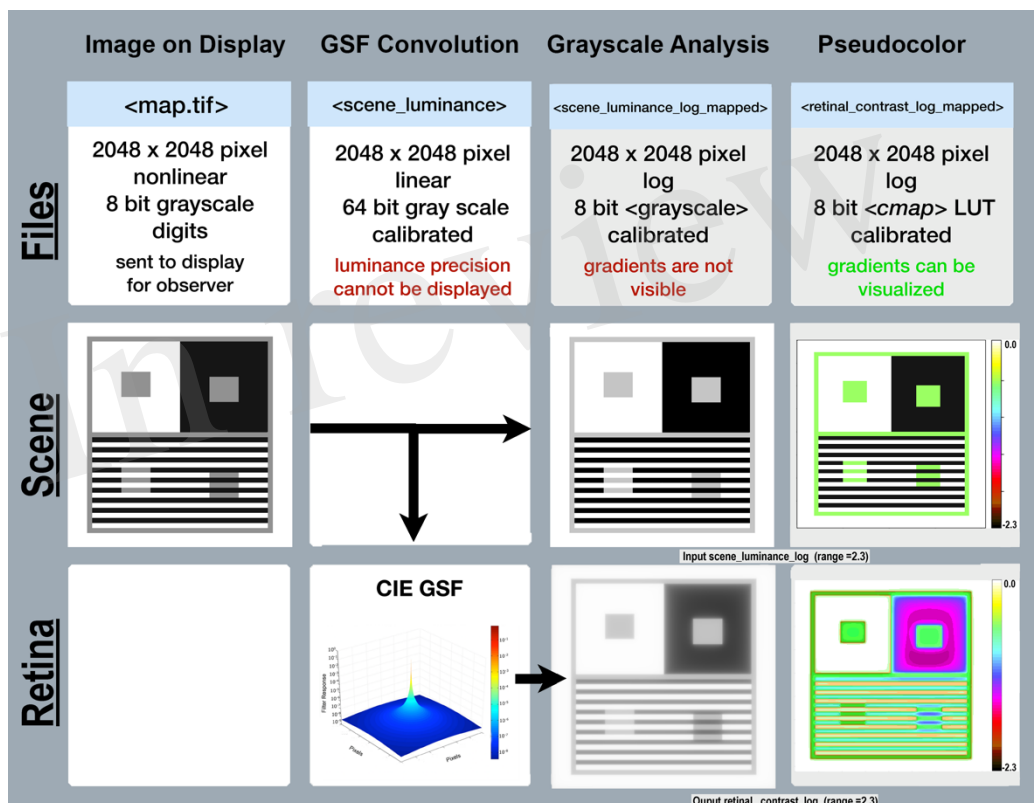 Image on Display
GSF Convolution
Grayscale Analysis
Pseudocolor
Files
<map.tif>
2048 x 2048 pixel
nonlinear
8 bit grayscale
digits
sent to display
for observer
<scene_luminance>
2048 x 2048 pixel
linear
64 bit gray scale
calibrated
luminance precision
cannot be displayed
<scene_luminance_log_mapped>
2048 x 2048 pixel
log
8 bit <grayscale>
calibrated
gradients are not
visible
<retinal_contrast_log_mapped>
2048 x 2048 pixel
log
8 bit <cmap> LUT
calibrated
gradients can be
visualized
In review
Scene
0.0
-2.3
Input scene_luminance_log (range =2.3)
Retina
CIE GSF
Filter Response
Pixels
Pixels
0.0
-2.3
Ouput retinal_ contrast_log (range =2.3)